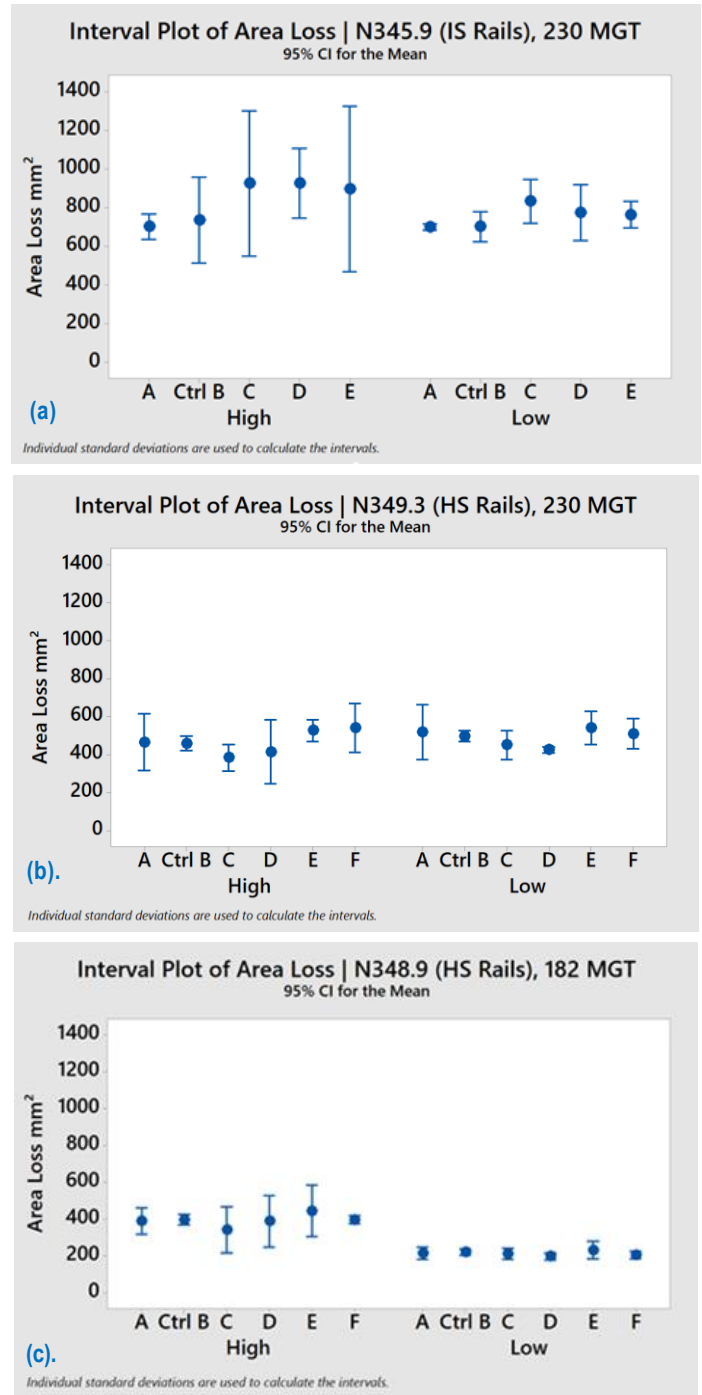 Interval Plot of Area Loss | N345.9 (IS Rails), 230 MGT
95% CI for the Mean
1400
1200
1000
800
600
400
200
0
Area Loss mm²
A Ctrl B C D E A Ctrl B C D E
High Low
(a)
Individual standard deviations are used to calculate the intervals.
Interval Plot of Area Loss | N349.3 (HS Rails), 230 MGT
95% CI for the Mean
1400
1200
1000
800
600
400
200
0
Area Loss mm²
A Ctrl B C D E F A Ctrl B C D E F
High Low
(b).
Individual standard deviations are used to calculate the intervals.
Interval Plot of Area Loss | N348.9 (HS Rails), 182 MGT
95% CI for the Mean
1400
1200
1000
800
600
400
200
0
Area Loss mm²
A Ctrl B C D E F A Ctrl B C D E F
High Low
(c).
Individual standard deviations are used to calculate the intervals.